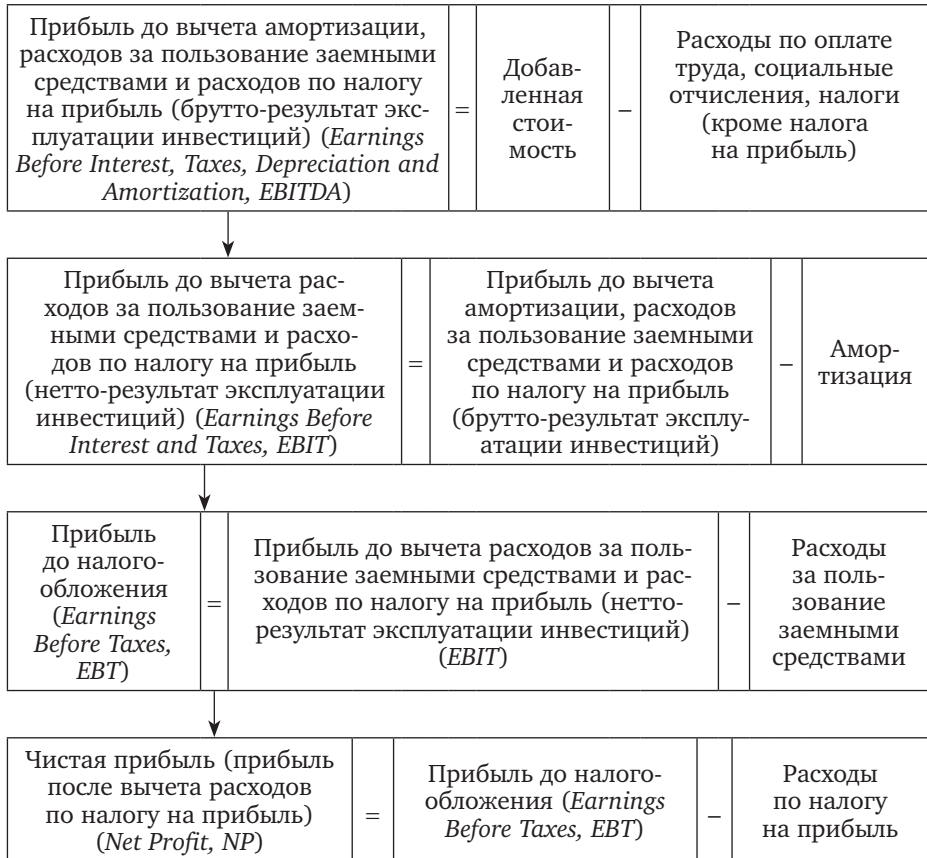 Прибыль до вычета амортизации,
расходов за пользование заемными
средствами и расходов по налогу
на прибыль (брутто-результат экс-
плуатации инвестиций) (Earnings
Before Interest, Taxes, Depreciation and
Amortization, EBITDA)
=
Добав-
ленная
стои-
мость
–
Расходы по оплате
труда, социальные
отчисления, налоги
(кроме налога
на прибыль)
Прибыль до вычета рас-
ходов за пользование заем-
ными средствами и расхо-
дов по налогу на прибыль
(нетто-результат эксплуатации
инвестиций) (Earnings Before
Interest and Taxes, EBIT)
=
Прибыль до вычета
амортизации, расходов
за пользование заемными
средствами и расходов
по налогу на прибыль
(брутто-результат эксплу-
атации инвестиций)
–
Амор-
тизация
Прибыль
до налого-
обложения
(Earnings
Before Taxes,
EBT)
=
Прибыль до вычета расходов за поль-
зование заемными средствами и рас-
ходов по налогу на прибыль (нетто-
результат эксплуатации инвестиций)
(EBIT)
–
Расходы
за поль-
зование
заемными
средствами
Чистая прибыль (прибыль
после вычета расходов
по налогу на прибыль)
(Net Profit, NP)
=
Прибыль до налого-
обложения (Earnings
Before Taxes, EBT)
–
Расходы
по налогу
на прибыль